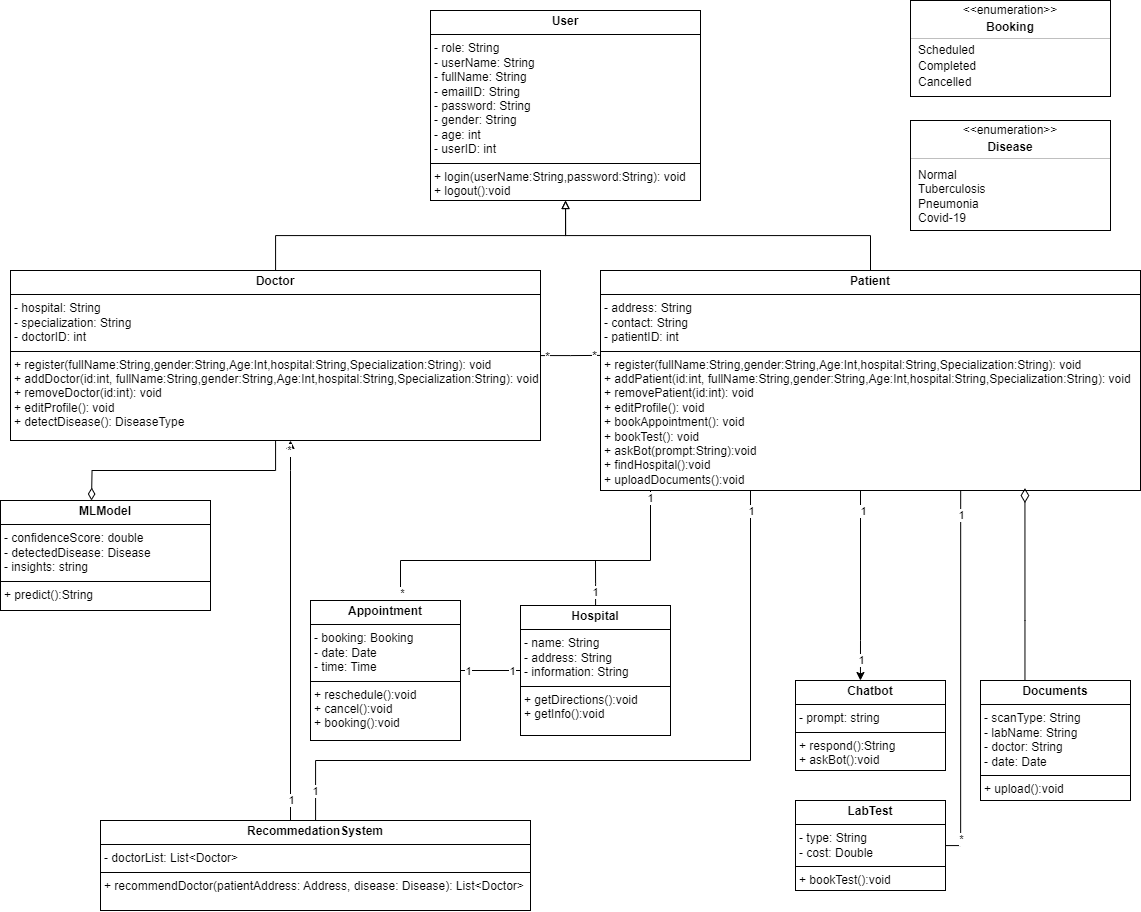 User
- role: String
- userName: String
- fullName: String
- emailID: String
- password: String
- gender: String
- age: int
- userID: int
+ login(userName:String,password:String): void
+ logout():void
<<enumeration>>
Booking
Scheduled
Completed
Cancelled
<<enumeration>>
Disease
Normal
Tuberculosis
Pneumonia
Covid-19
Doctor
- hospital: String
- specialization: String
- doctorID: int
+ register(fullName:String,gender:String,Age:Int,hospital:String,Specialization:String): void
+ addDoctor(id:int, fullName:String,gender:String,Age:Int,hospital:String,Specialization:String): void
+ removeDoctor(id:int): void
+ editProfile(): void
+ detectDisease(): DiseaseType
*
*
Patient
- address: String
- contact: String
- patientID: int
+ register(fullName:String,gender:String,Age:Int,hospital:String,Specialization:String): void
+ addPatient(id:int, fullName:String,gender:String,Age:Int,hospital:String,Specialization:String): void
+ removePatient(id:int): void
+ editProfile(): void
+ bookAppointment(): void
+ bookTest(): void
+ askBot(prompt:String):void
+ findHospital():void
+ uploadDocuments():void
*
1
1
1
1
MLModel
- confidenceScore: double
- detectedDisease: Disease
- insights: string
+ predict():String
*
1
Appointment
- booking: Booking
- date: Date
- time: Time
+ reschedule():void
+ cancel():void
+ booking():void
1
1
Hospital
- name: String
- address: String
- information: String
+ getDirections():void
+ getInfo():void
1
Chatbot
- prompt: string
+ respond():String
+ askBot():void
Documents
- scanType: String
- labName: String
- doctor: String
- date: Date
+ upload():void
1
1
RecommedationSystem
- doctorList: List<Doctor>
+ recommendDoctor(patientAddress: Address, disease: Disease): List<Doctor>
LabTest
- type: String
- cost: Double
+ bookTest():void
*